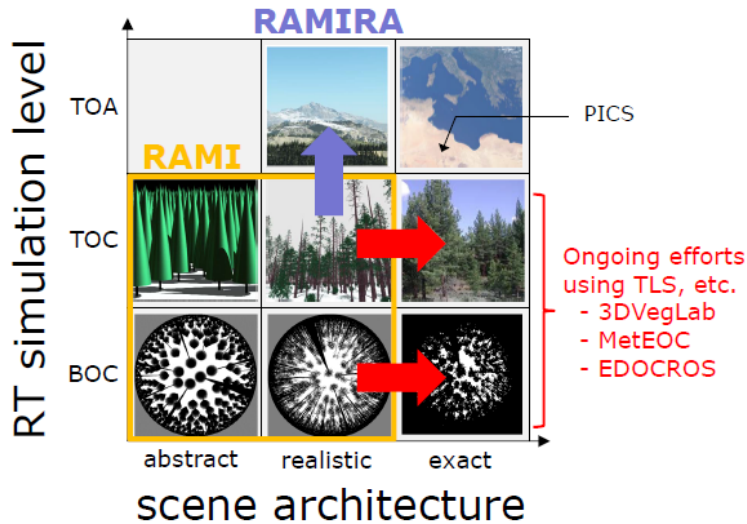 RAMIRA
RT simulation level
TOA
PICS
RAMI
TOC
Ongoing efforts
using TLS, etc.
- 3DVegLab
- MetEOC
- EDOCROS
BOC
abstract
realistic
exact
scene architecture